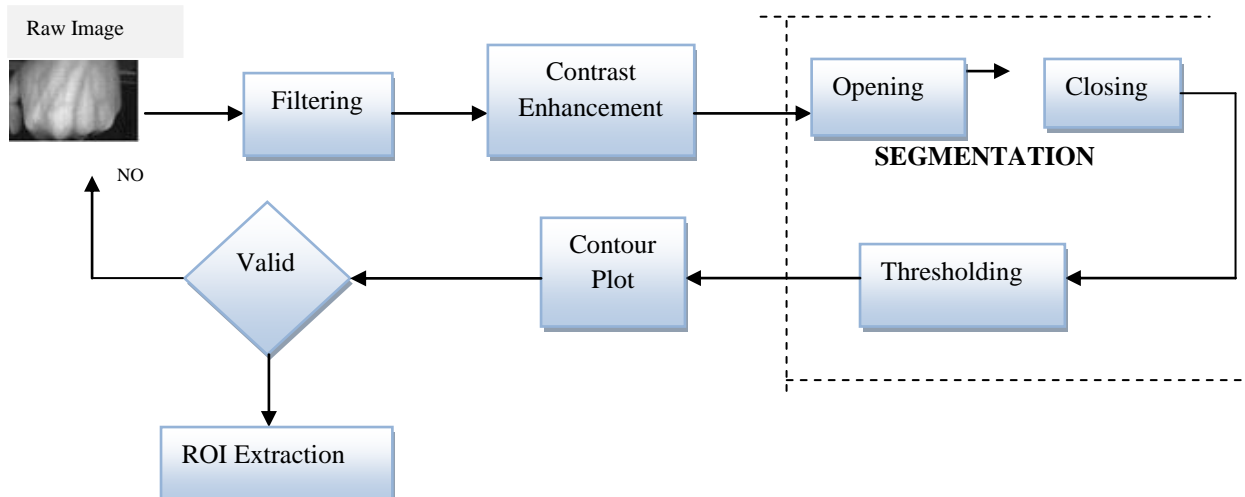 Raw Image
Filtering
Contrast
Enhancement
Opening
Closing
SEGMENTATION
NO
Valid
Contour
Plot
Thresholding
ROI Extraction